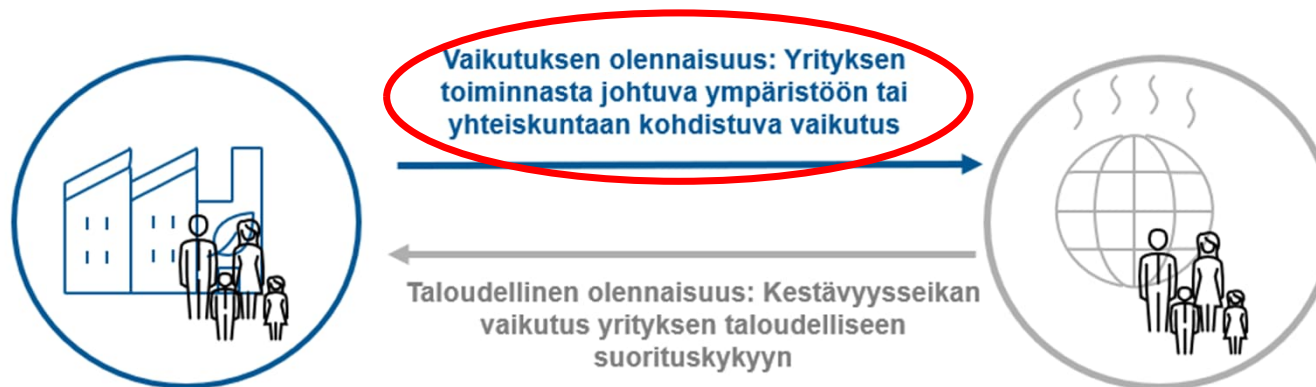 Vaikutuksen olennaisuus: Yrityksen
toiminnasta johtuva ympäristöön tai
yhteiskuntaan kohdistuva vaikutus
Taloudellinen olennaisuus: Kestävyysseikan
vaikutus yrityksen taloudelliseen
suorituskykyyn